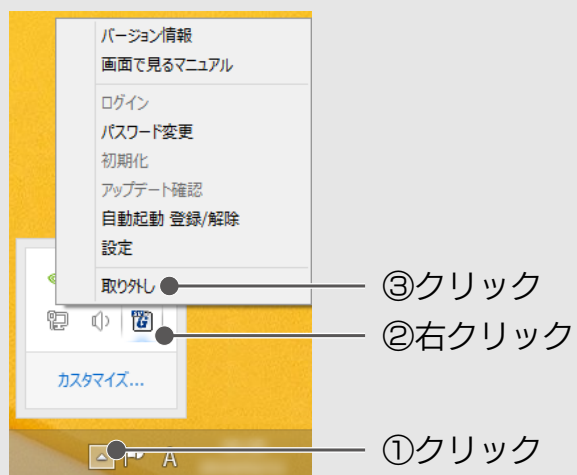 バージョン情報
画面で見るマニュアル
ログイン
パスワード変更
初期化
アップデート確認
自動起動 登録/解除
設定
取り外し
③クリック
②右クリック
カスタマイズ...
①クリック
A